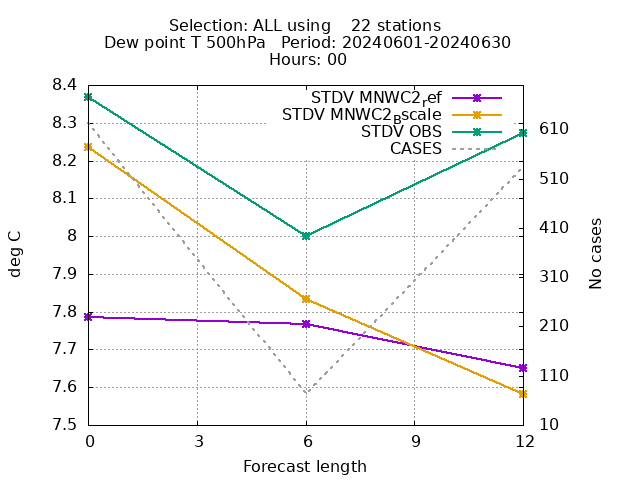 Selection: ALL using 22 stations
Dew point T 500hPa Period: 20240601-20240630
Hours: 00
STDV MNWC2ref
STDV MNWC2Bscale
STDV OBS
CASES
8.4
8.3
8.2
8.1
8
7.9
7.8
7.7
7.6
7.5
610
510
410
310
210
110
10
deg C
No cases
0 3 6 9 12
Forecast length